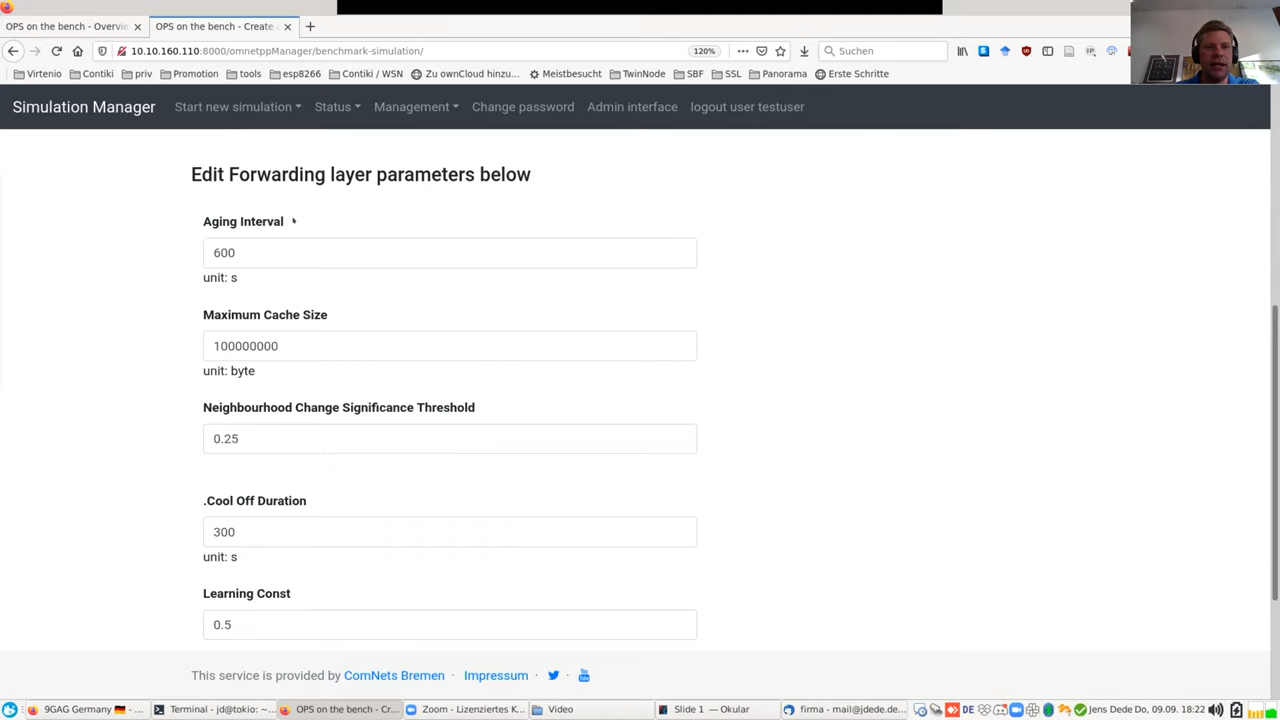 OPS on the bench - Overvie
OPS on the bench - Create
10.10.160.110:8000/omnetppManager/benchmark-simulation/
120%
Suchen
Virtenio
Contiki
priv
Promotion
tools
esp8266
Contiki / WSN
Zu ownCloud hinzu...
Meistbesucht
TwinNode
SBF
SSL
Panorama
Erste Schritte
Simulation Manager
Start new simulation
Status
Management
Change password
Admin interface
logout user testuser
Edit Forwarding layer parameters below
Aging Interval
600
unit: s
Maximum Cache Size
100000000
unit: byte
Neighbourhood Change Significance Threshold
0.25
.Cool Off Duration
300
unit: s
Learning Const
0.5
This service is provided by ComNets Bremen · Impressum · ·
9GAG Germany - ...
Terminal - jd@tokio: ~...
OPS on the bench - Cr...
Zoom - Lizenziertes K...
Video
Slide 1 — Okular
firma - mail@jdede.de...
DE
Jens Dede Do, 09.09. 18:22